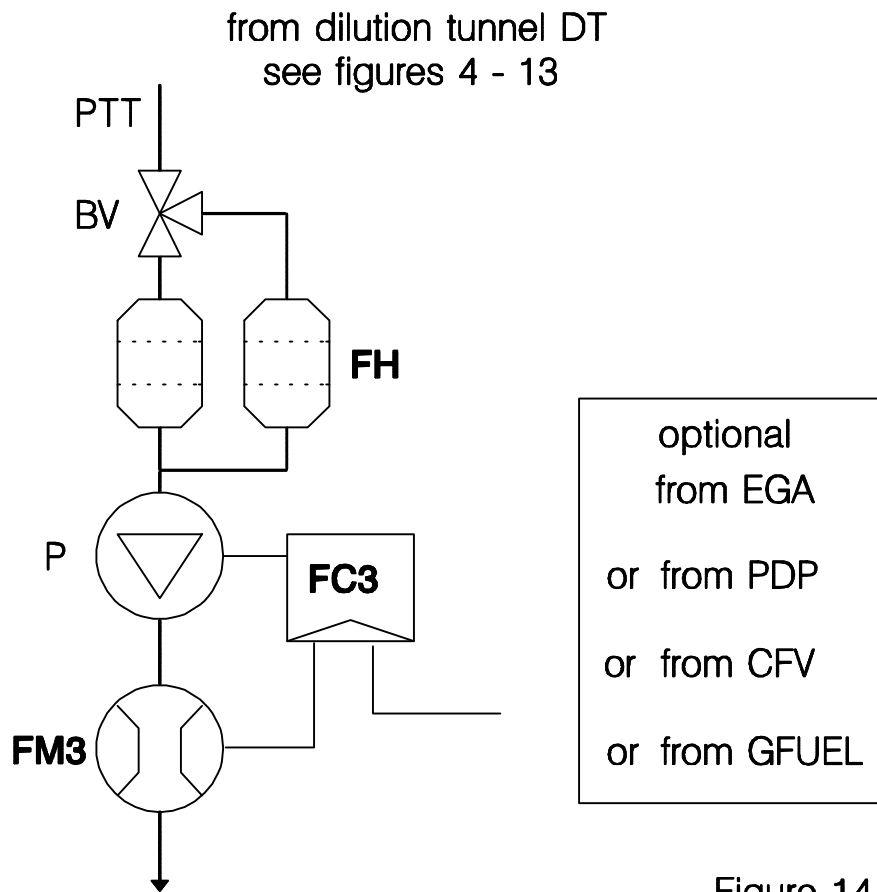 from dilution tunnel DT
see figures 4 - 13
PTT
BV
FH
optional
from EGA
P
FC3
or from PDP
or from CFV
FM3
or from GFUEL
Figure 14